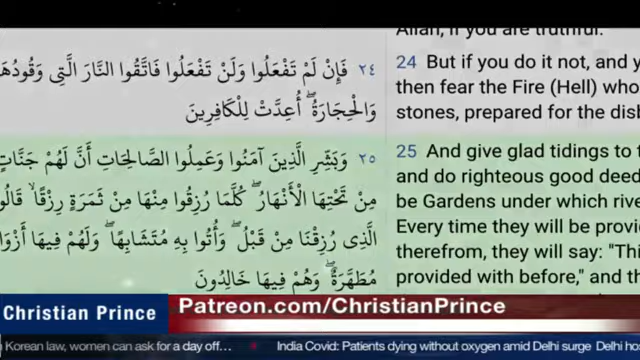 Allah, if you are truthful.
٢٤ فَإِنْ لَمْ تَفْعَلُوا وَلَنْ تَفْعَلُوا فَاتَّقُوا النَّارَ الَّتِى وَقُودُهَا
وَالْحِجَارَةُ ۖ أُعِدَّتْ لِلْكَافِرِينَ
24 But if you do it not, and y
then fear the Fire (Hell) who
stones, prepared for the dis
٢٥ وَبَشِّرِ الَّذِينَ آمَنُوا وَعَمِلُوا الصَّالِحَاتِ أَنَّ لَهُمْ جَنَّاتٍ
مِنْ تَحْتِهَا الْأَنْهَارُ ۖ كُلَّمَا رُزِقُوا مِنْهَا مِنْ ثَمَرَةٍ رِزْقًا ۙ قَالُو
الَّذِى رُزِقْنَا مِنْ قَبْلُ ۖ وَأُتُوا بِهِ مُتَشَابِهًا ۖ وَلَهُمْ فِيهَا أَزْوَا
مُطَهَّرَةٌ ۖ وَهُمْ فِيهَا خَالِدُونَ
25 And give glad tidings to t
and do righteous good deed
be Gardens under which rive
Every time they will be provi
therefrom, they will say: "Thi
provided with before," and th
Christian Prince
Patreon.com/ChristianPrince
Korean law, women can ask for a day off... India Covid: Patients dying without oxygen amid Delhi surge Delhi ho